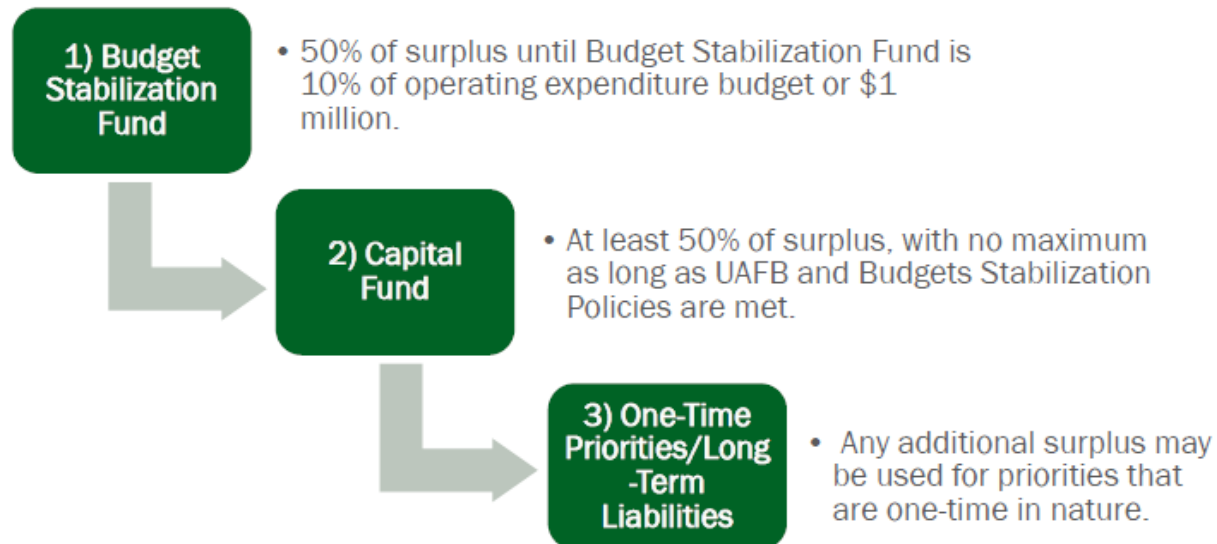 1) Budget
Stabilization
Fund
• 50% of surplus until Budget Stabilization Fund is
10% of operating expenditure budget or $1
million.
2) Capital
Fund
• At least 50% of surplus, with no maximum
as long as UAFB and Budgets Stabilization
Policies are met.
3) One-Time
Priorities/Long
-Term
Liabilities
• Any additional surplus may
be used for priorities that
are one-time in nature.